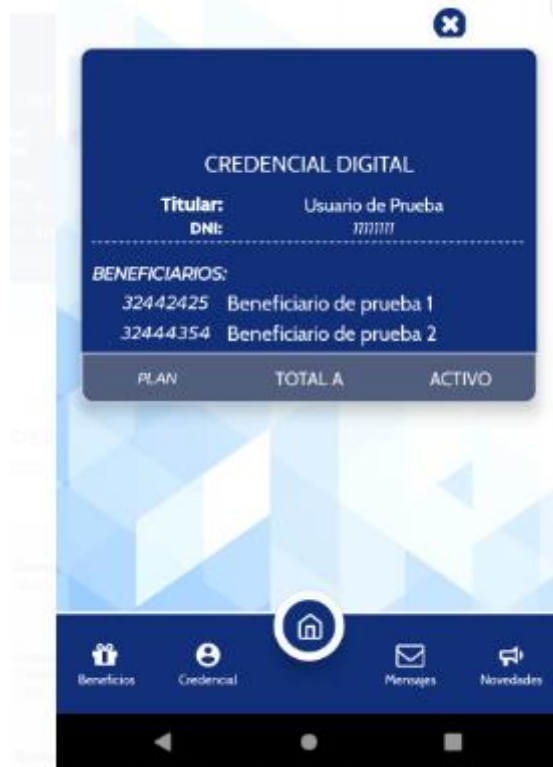 CREDENCIAL DIGITAL
Titular: Usuario de Prueba
DNI: 11111111
BENEFICIARIOS:
32442425 Beneficiario de prueba 1
32444354 Beneficiario de prueba 2
PLAN TOTAL A ACTIVO
Beneficios Credencial Mensajes Novedades